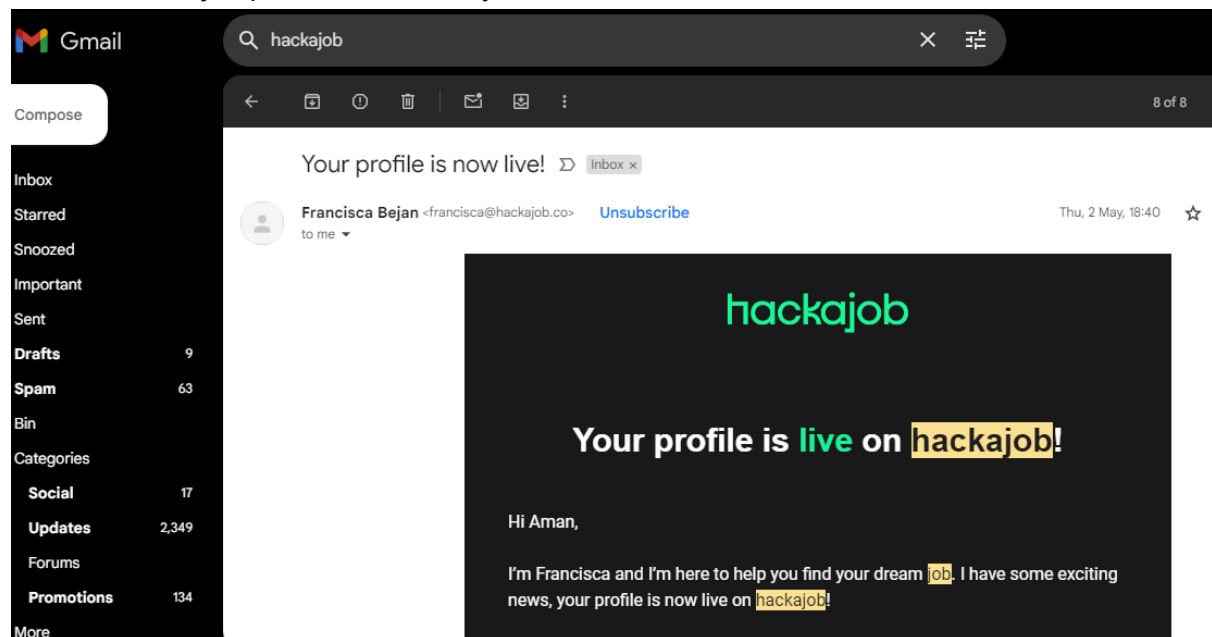 Gmail
hackajob
Compose
8 of 8
Your profile is now live! Inbox ×
Inbox
Francisca Bejan <francisca@hackajob.co> Unsubscribe Thu, 2 May, 18:40
to me
Starred
Snoozed
Important
Sent
Drafts 9
Spam 63
Bin
Categories
Social 17
Updates 2,349
Forums
Promotions 134
More
hackajob
Your profile is live on hackajob!
Hi Aman,
I'm Francisca and I'm here to help you find your dream job. I have some exciting
news, your profile is now live on hackajob!